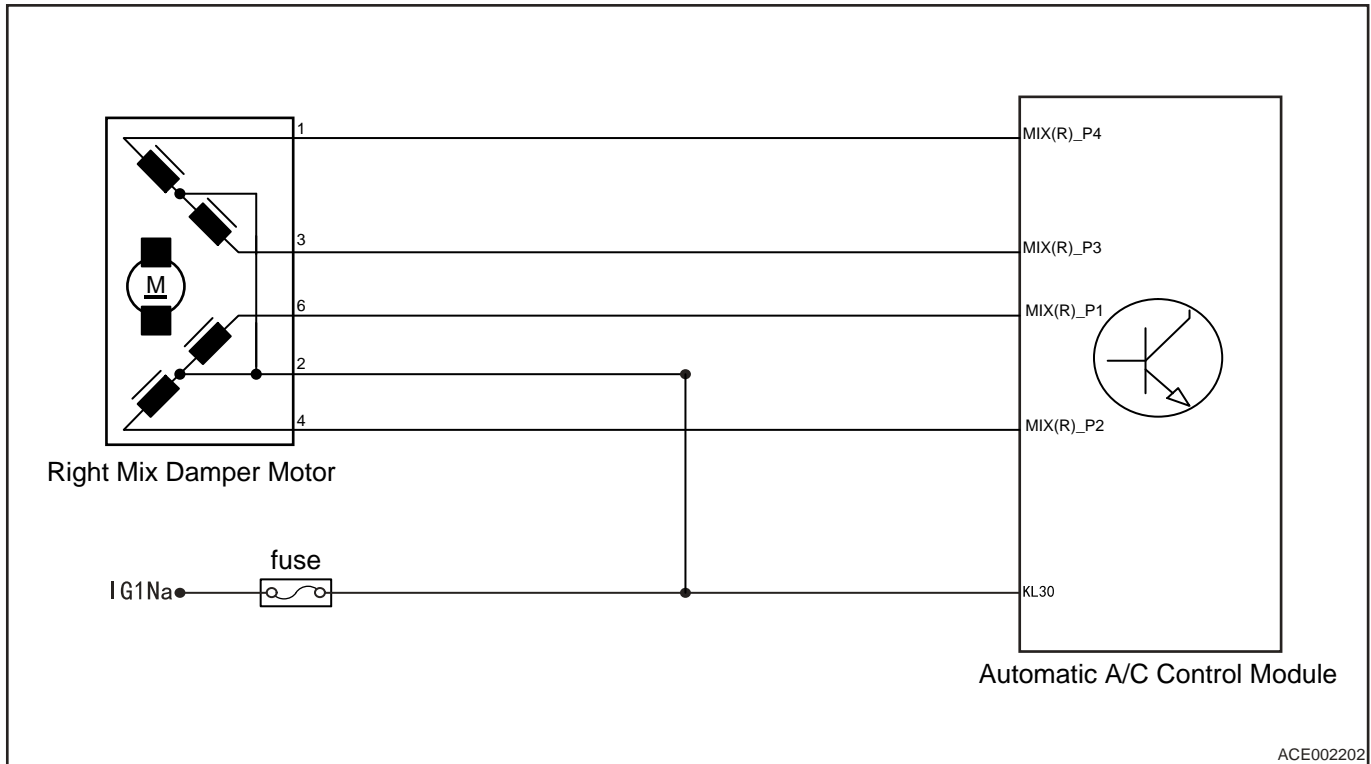 1
MIX(R)_P4
3
MIX(R)_P3
M
6
MIX(R)_P1
2
4
MIX(R)_P2
Right Mix Damper Motor
fuse
IG1Na
KL30
Automatic A/C Control Module
ACE002202